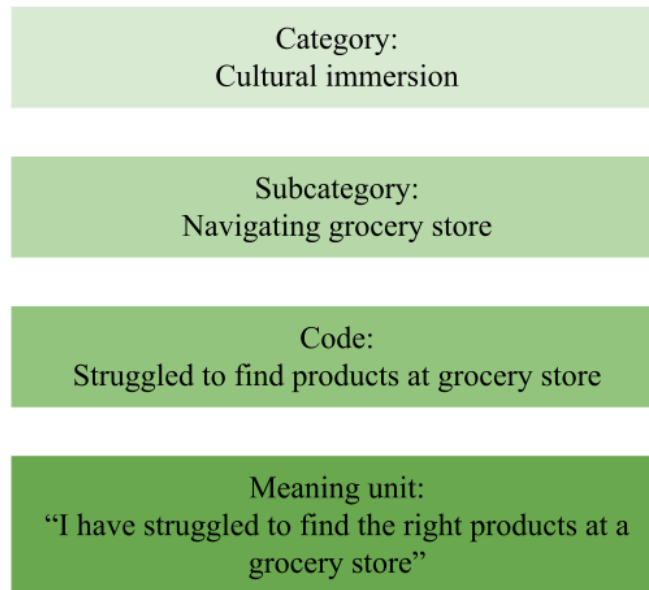 Category:
Cultural immersion
Subcategory:
Navigating grocery store
Code:
Struggled to find products at grocery store
Meaning unit:
“I have struggled to find the right products at a
grocery store”